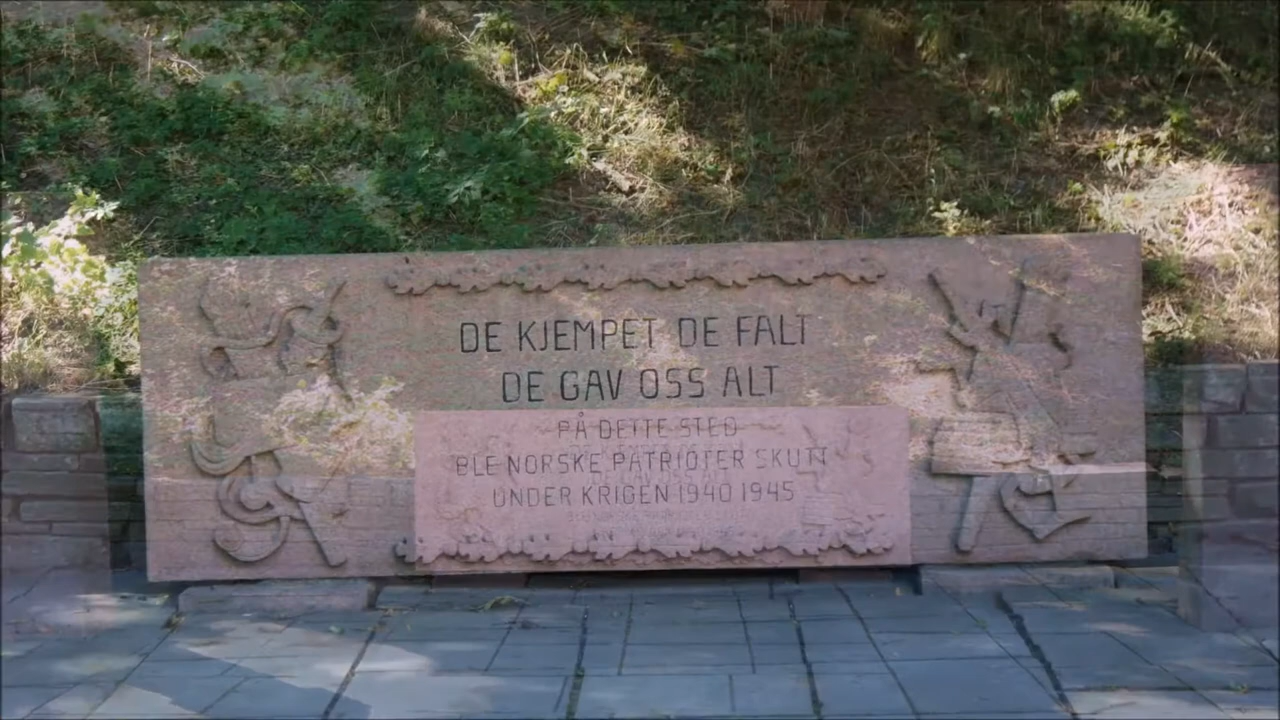 DE KJEMPET DE FALT
DE GAV OSS ALT
PÅ DETTE STED
BLE NORSKE PATRIOTER SKUTT
UNDER KRIGEN 1940 1945